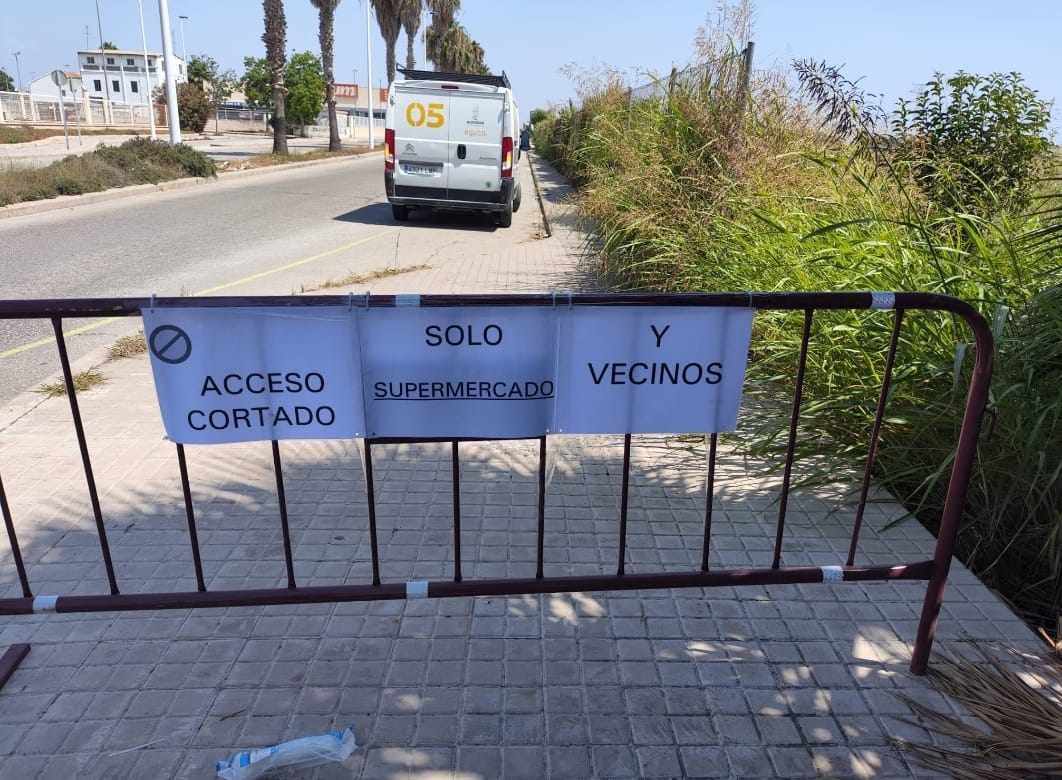 ACCESO
CORTADO
SOLO
SUPERMERCADO
Y
VECINOS
05